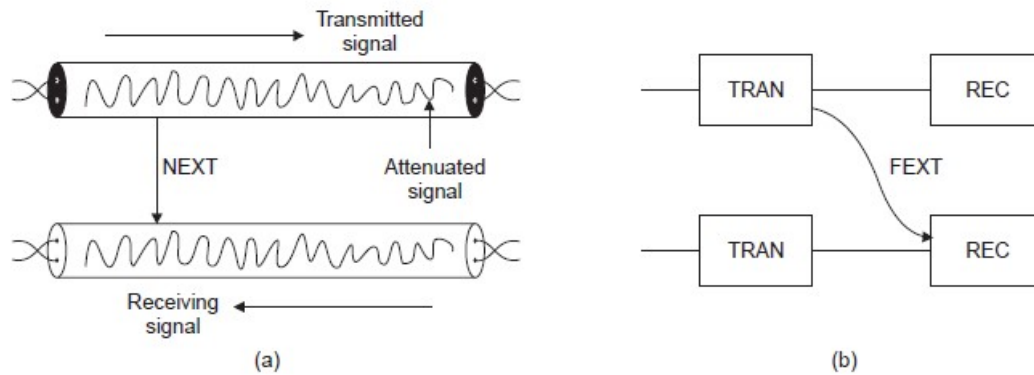 Transmitted
signal
NEXT
Attenuated
signal
Receiving
signal
(a)
TRAN
REC
FEXT
TRAN
REC
(b)